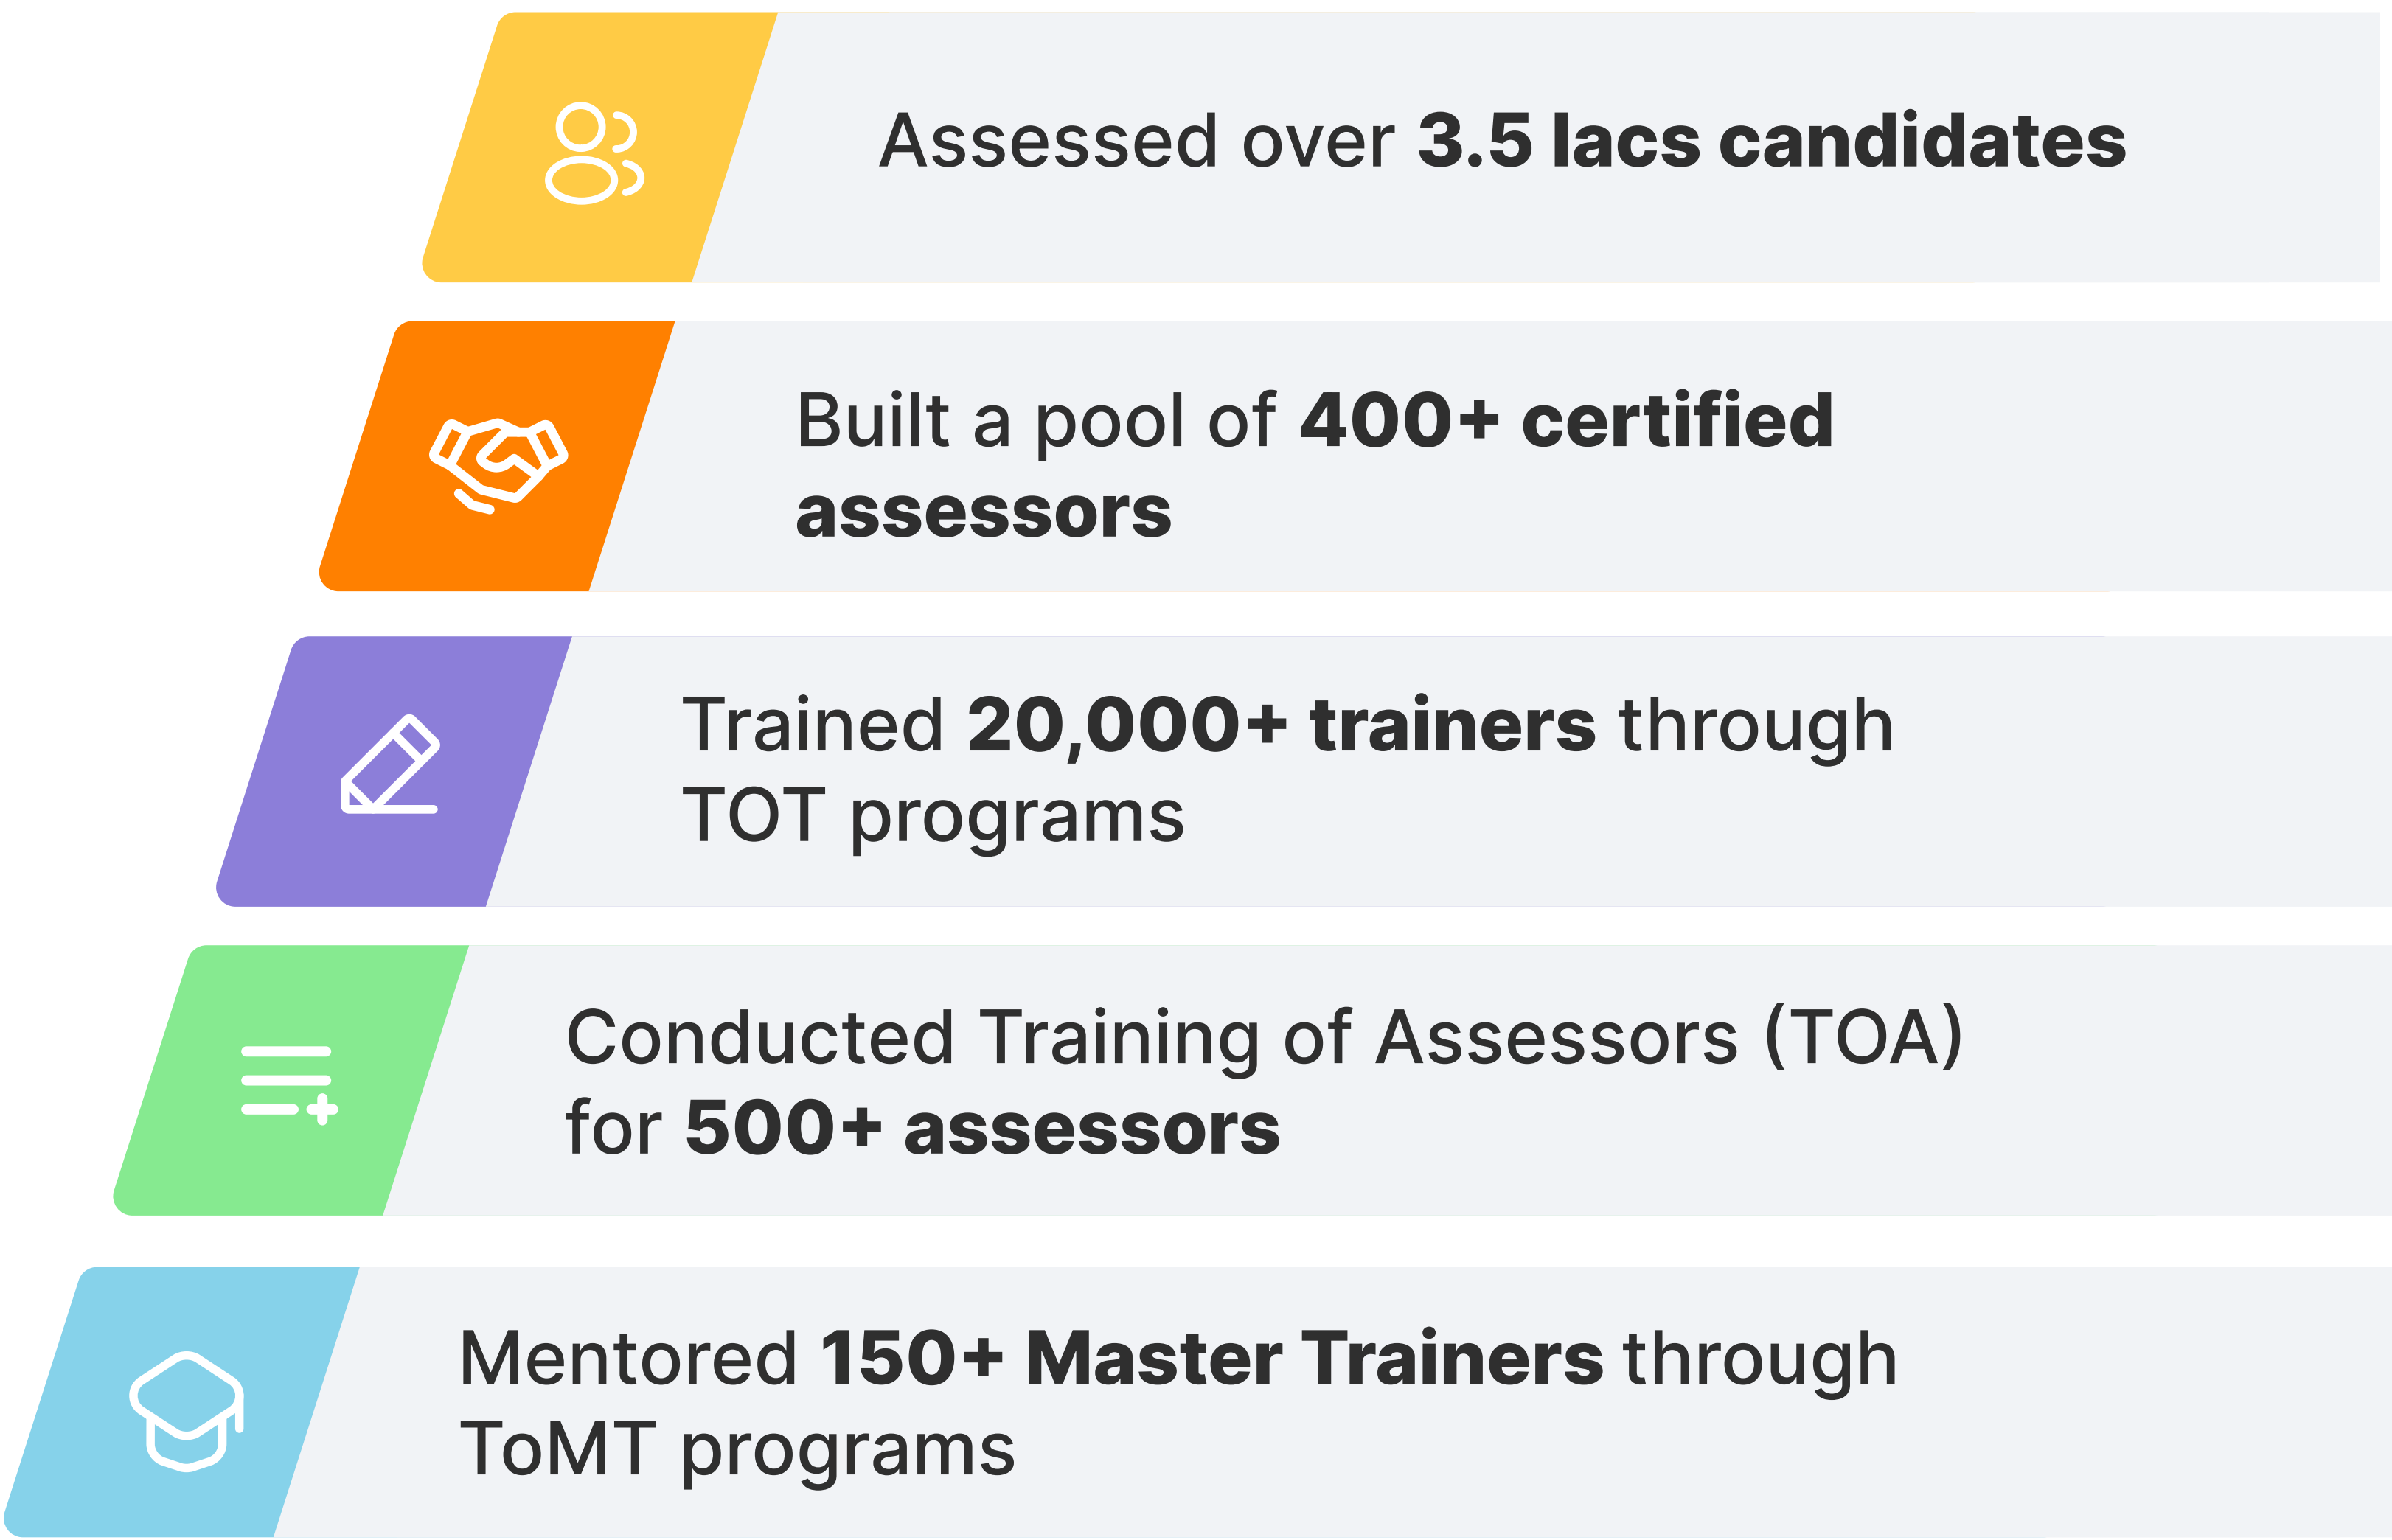 Assessed over 3.5 lacs candidates
Built a pool of 400+ certified
assessors
Trained 20,000+ trainers through
TOT programs
Conducted Training of Assessors (TOA)
for 500+ assessors
Mentored 150+ Master Trainers through
ToMT programs